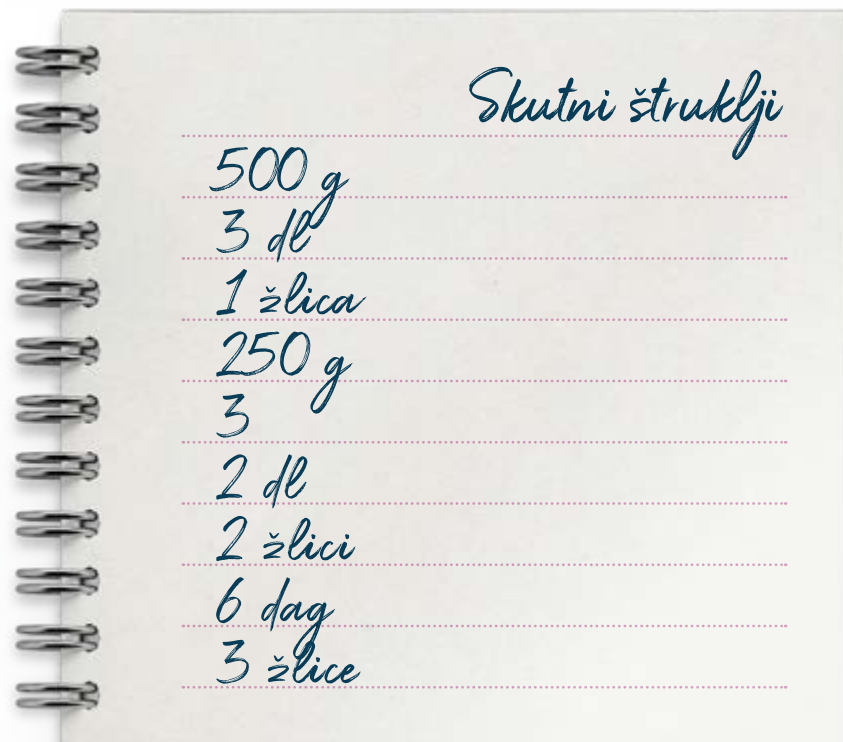 Skutni štruklji
500 g
3 dl
1 žlica
250 g
3
2 dl
2 žlici
6 dag
3 žlice